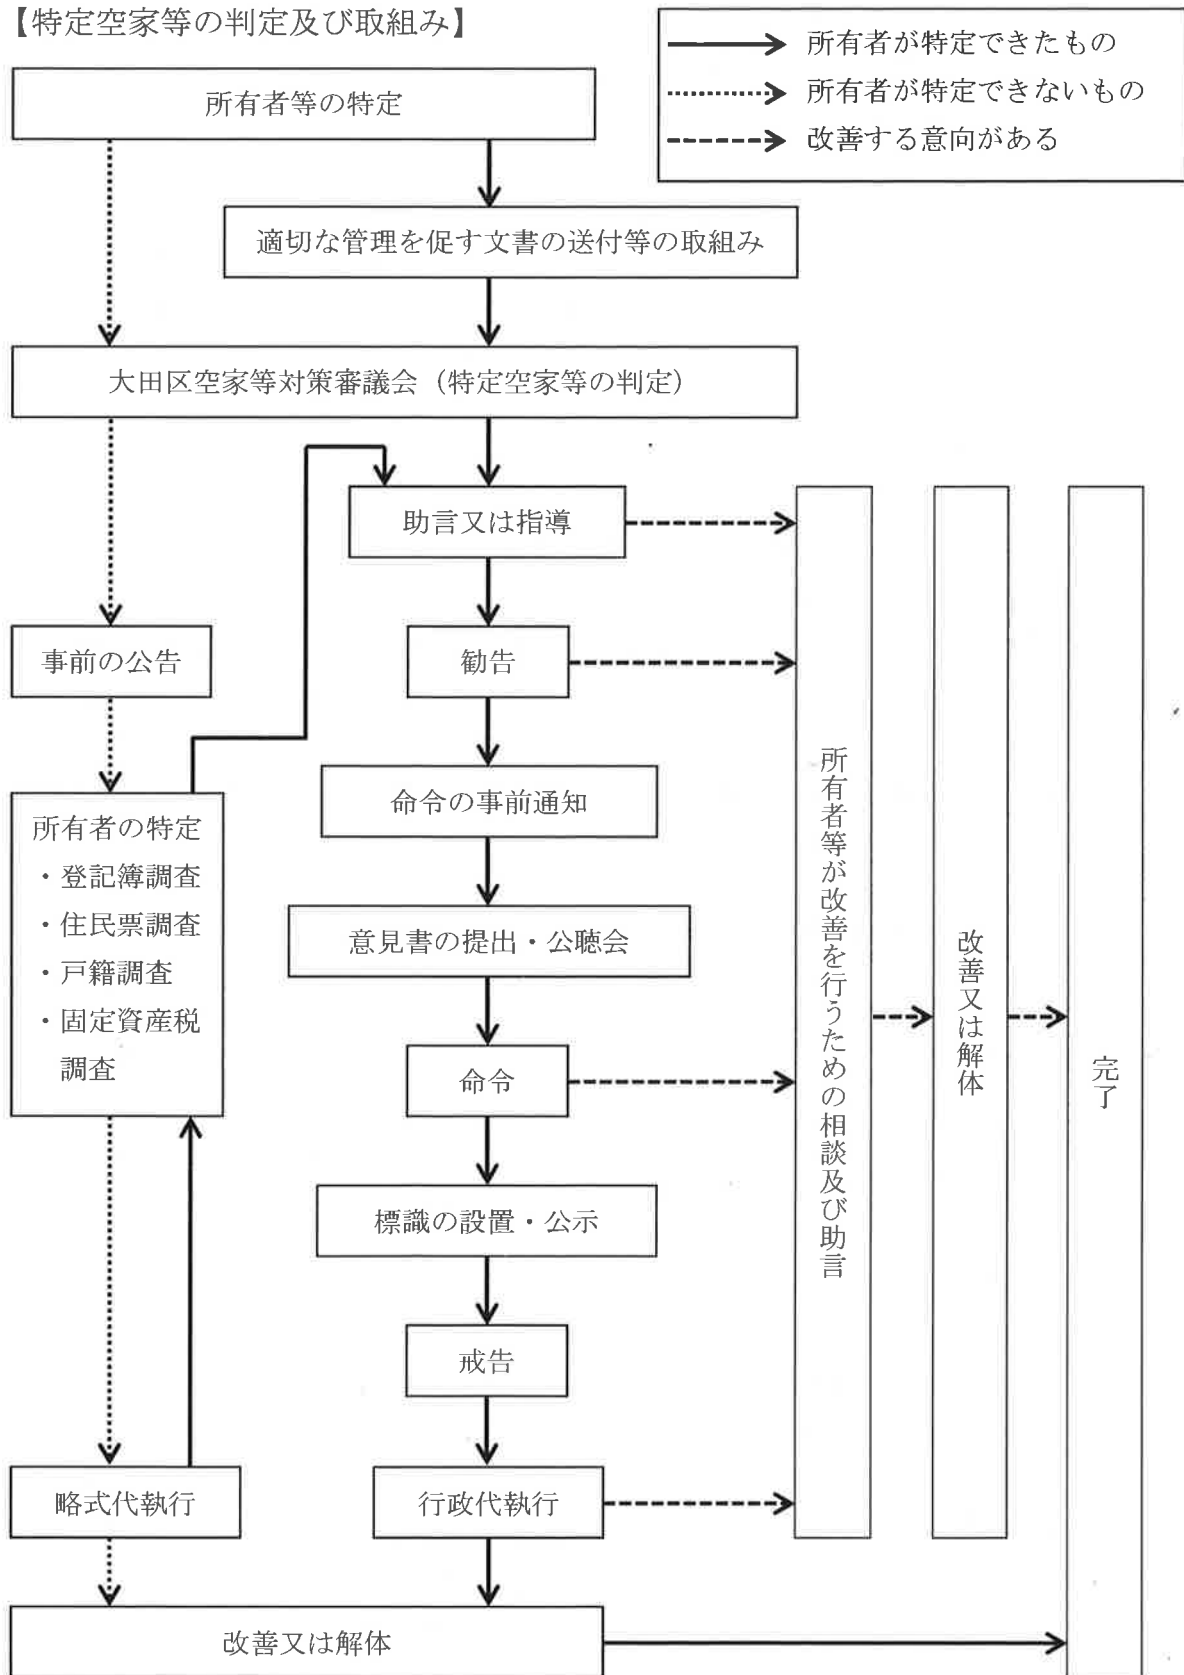 【特定空家等の判定及び取組み】
所有者が特定できたもの
所有者が特定できないもの
改善する意向がある
所有者等の特定
適切な管理を促す文書の送付等の取組み
大田区空家等対策審議会（特定空家等の判定）
助言又は指導
事前の公告
勧告
命令の事前通知
所有者の特定
・登記簿調査
・住民票調査
・戸籍調査
・固定資産税
調査
意見書の提出・公聴会
命令
標識の設置・公示
戒告
略式代執行
行政代執行
改善又は解体
所有者等が改善を行うための相談及び助言
改善又は解体
完了